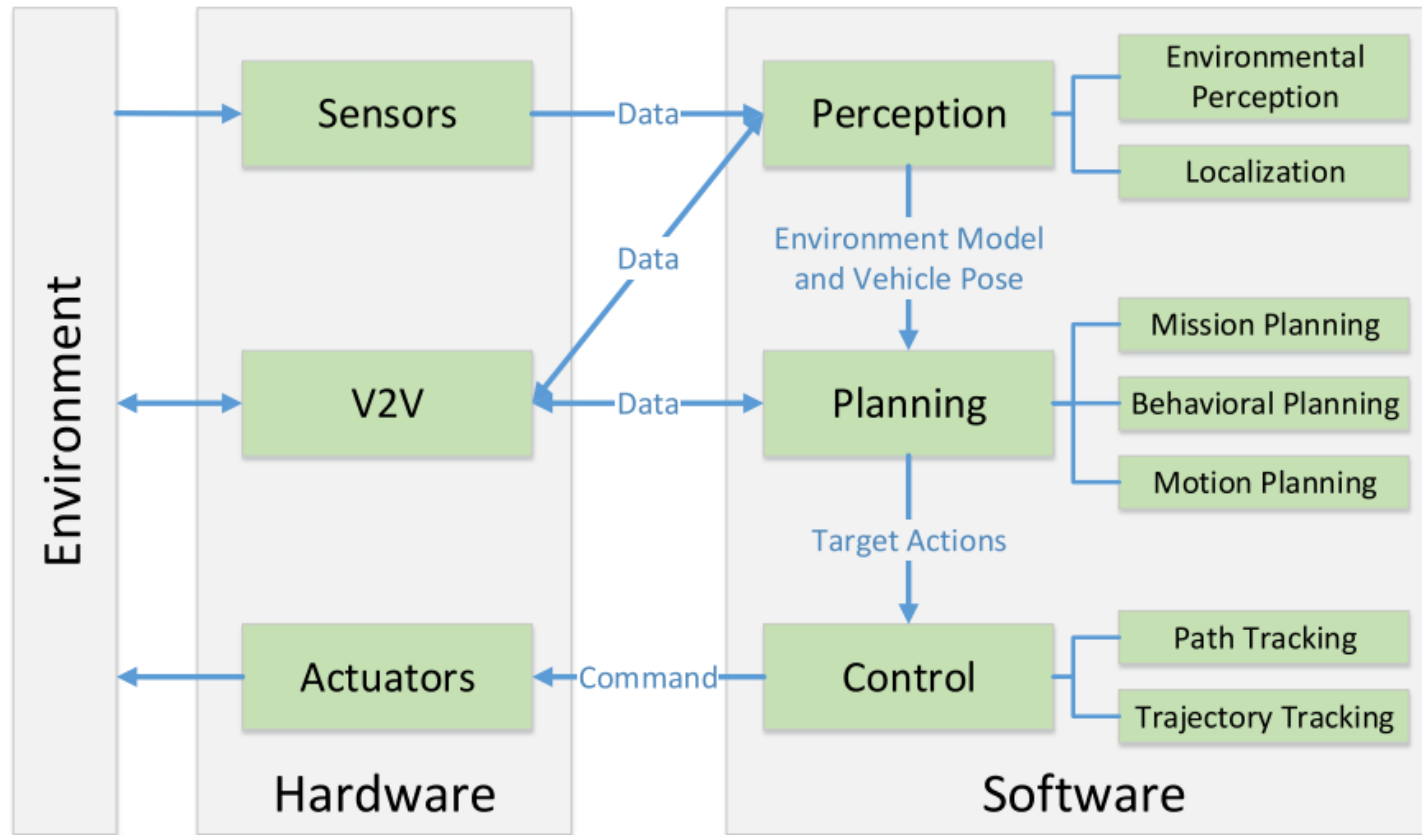 Environment
Sensors
V2V
Actuators
Hardware
Data
Data
Data
Command
Perception
Environment Model
and Vehicle Pose
Planning
Target Actions
Control
Software
Environmental
Perception
Localization
Mission Planning
Behavioral Planning
Motion Planning
Path Tracking
Trajectory Tracking